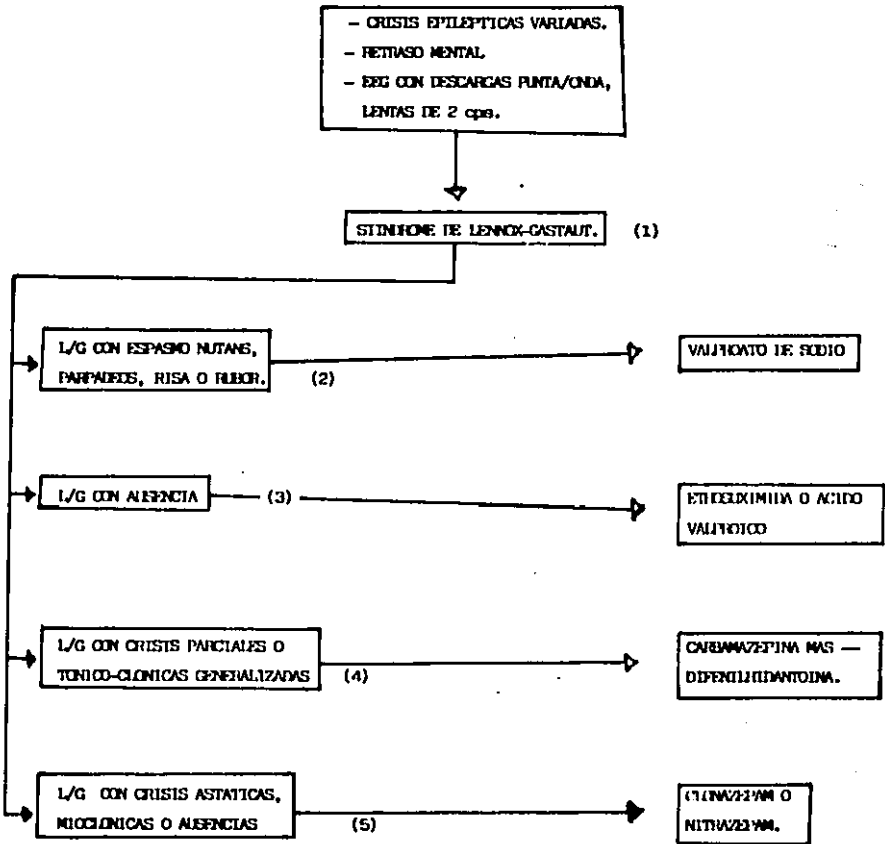 - CRISIS EPILEPTICAS VARIADAS.
- RETRASO MENTAL
- EEG CON DESCARGAS PUNTA/ONDA,
LENTAS DE 2 cps.
SINDROME DE LENNOX-GASTAUT. (1)
L/G CON ESPASMO NUTANS,
PARPADEOS, RISA O RUBOR. (2)
VALPROATO DE SODIO
L/G CON AUSENCIA (3)
ETHOSUXIMIDA O ACIDO
VALPROICO
L/G CON CRISIS PARCIALES O
TONICO-CLONICAS GENERALIZADAS (4)
CARBAMAZEPINA MAS —
DIFENILHIDANTOINA.
L/G CON CRISIS ASTATICAS,
MIOCLONICAS O AUSENCIAS (5)
CLONAZEPAM O
NITRAZEPAM.